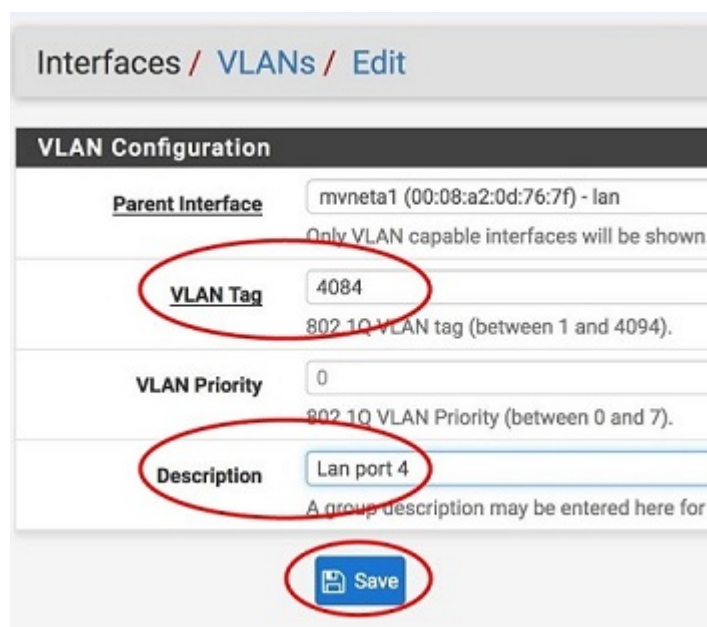 Interfaces / VLANs / Edit
VLAN Configuration
Parent Interface
mvneta1 (00:08:a2:0d:76:7f) - lan
Only VLAN capable interfaces will be shown.
VLAN Tag
4084
802.1Q VLAN tag (between 1 and 4094).
VLAN Priority
0
802.1Q VLAN Priority (between 0 and 7).
Description
Lan port 4
A group description may be entered here for
Save